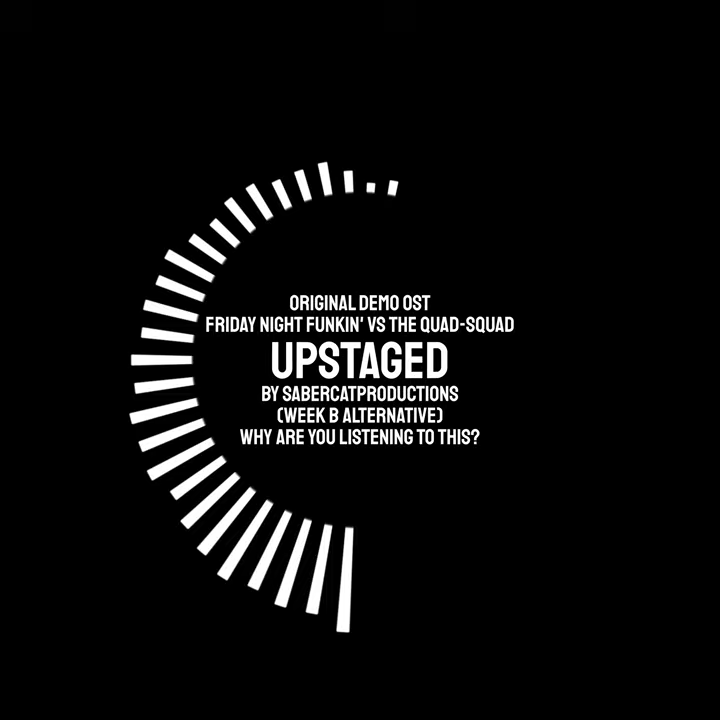 ORIGINAL DEMO OST
FRIDAY NIGHT FUNKIN' VS THE QUAD-SQUAD
UPSTAGED
BY SABERCATPRODUCTIONS
(WEEK B ALTERNATIVE)
WHY ARE YOU LISTENING TO THIS?